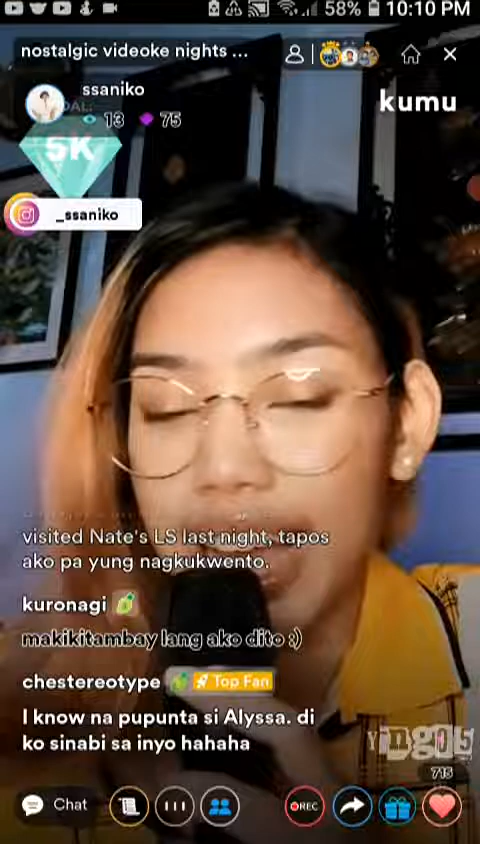 58% 10:10 PM
nostalgic videoke nights ...
ssaniko
kumu
13 75
5K
_ssaniko
visited Nate's LS last night, tapos
ako pa yung nagkukwento.
kuronagi
makikitambay lang ako dito :)
chestereotype Top Fan
I know na pupunta si Alyssa. di
ko sinabi sa inyo hahaha
715
Chat
REC